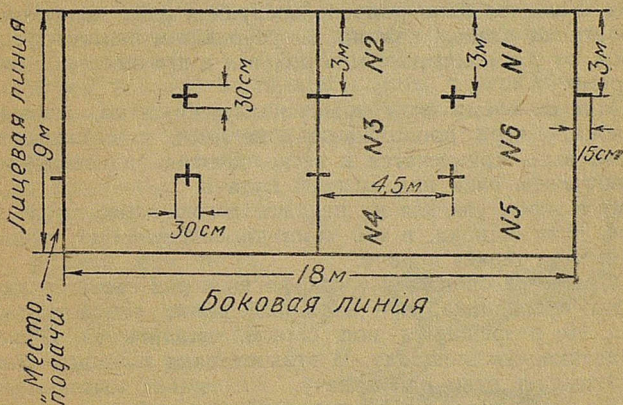 Лицевая линия
9м
30см
30см
3м
N2
3м
N1
3м
N3
N6
15см
4,5м
N4
N5
18м
Боковая линия
„Место
подачи"